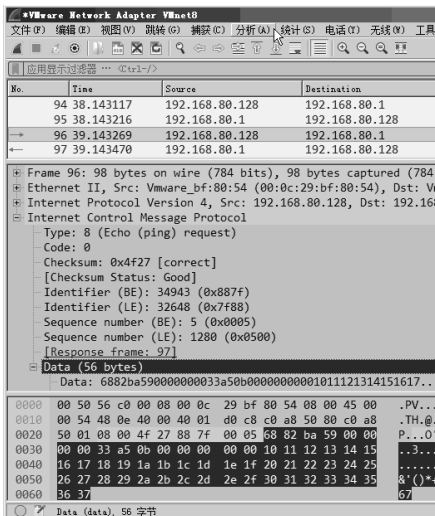 *VMware Network Adapter VMnet8
文件(F) 编辑(E) 视图(V) 跳转(G) 捕获(C) 分析(A) 统计(S) 电话(Y) 无线(W) 工具
应用显示过滤器 … <Ctrl-/>
No. Time Source Destination
94 38.143117 192.168.80.128 192.168.80.1
95 38.143216 192.168.80.1 192.168.80.128
96 39.143269 192.168.80.128 192.168.80.1
97 39.143470 192.168.80.1 192.168.80.128
Frame 96: 98 bytes on wire (784 bits), 98 bytes captured (784
Ethernet II, Src: Vmware_bf:80:54 (00:0c:29:bf:80:54), Dst: Vm
Internet Protocol Version 4, Src: 192.168.80.128, Dst: 192.168
Internet Control Message Protocol
Type: 8 (Echo (ping) request)
Code: 0
Checksum: 0x4f27 [correct]
[Checksum Status: Good]
Identifier (BE): 34943 (0x887f)
Identifier (LE): 32648 (0x7f88)
Sequence number (BE): 5 (0x0005)
Sequence number (LE): 1280 (0x0500)
[Response frame: 97]
Data (56 bytes)
Data: 6882ba590000000033a50b0000000000101112131415161​7...
0000 00 50 56 c0 00 08 00 0c 29 bf 80 54 08 00 45 00 .PV...
0010 00 54 48 0e 40 00 40 01 d0 c8 c0 a8 50 80 c0 a8 .TH.@.
0020 50 01 08 00 4f 27 88 7f 00 05 68 82 ba 59 00 00 P...O'
0030 00 00 33 a5 0b 00 00 00 00 00 10 11 12 13 14 15 ..3...
0040 16 17 18 19 1a 1b 1c 1d 1e 1f 20 21 22 23 24 25
0050 26 27 28 29 2a 2b 2c 2d 2e 2f 30 31 32 33 34 35 &'()*+
0060 36 37 67
Data (data), 56 字节